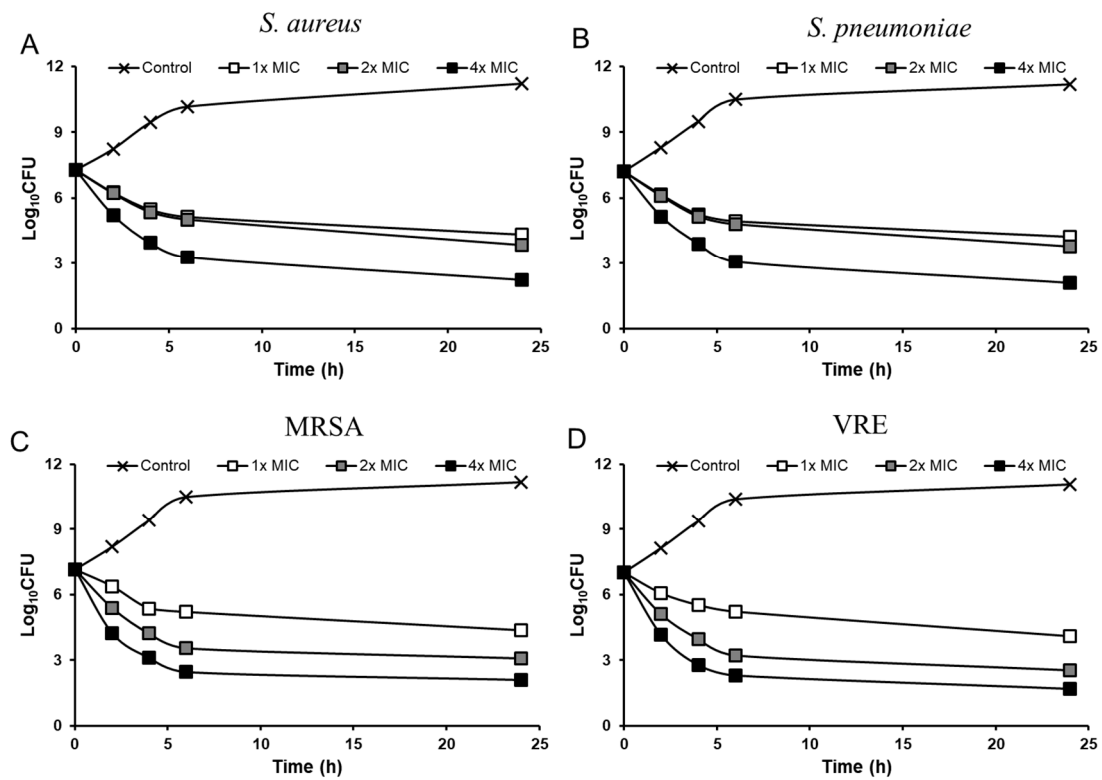 A
S. aureus
Control 1x MIC 2x MIC 4x MIC
12
9
6
3
0
Log10CFU
0 5 10 15 20 25
Time (h)
B
S. pneumoniae
Control 1x MIC 2x MIC 4x MIC
12
9
6
3
0
Log10CFU
0 5 10 15 20 25
Time (h)
C
MRSA
Control 1x MIC 2x MIC 4x MIC
12
9
6
3
0
Log10CFU
0 5 10 15 20 25
Time (h)
D
VRE
Control 1x MIC 2x MIC 4x MIC
12
9
6
3
0
Log10CFU
0 5 10 15 20 25
Time (h)